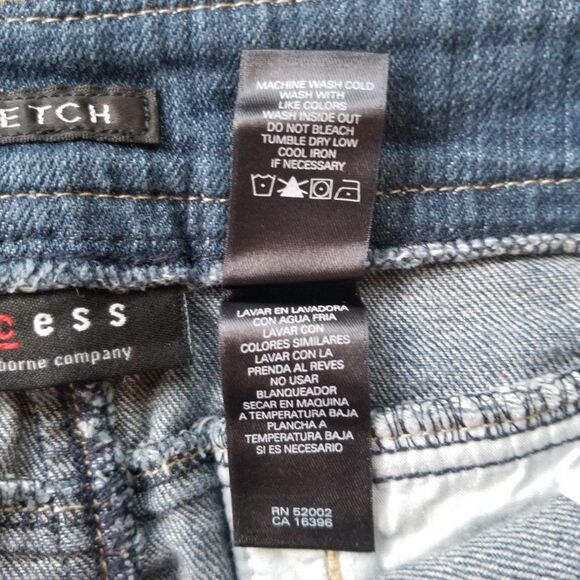 ETCH
MACHINE WASH COLD
WASH WITH
LIKE COLORS
WASH INSIDE OUT
DO NOT BLEACH
TUMBLE DRY LOW
COOL IRON
IF NECESSARY
cess
borne company
LAVAR EN LAVADORA
CON AGUA FRIA
LAVAR CON
COLORES SIMILARES
LAVAR CON LA
PRENDA AL REVES
NO USAR
BLANQUEADOR
SECAR EN MAQUINA
A TEMPERATURA BAJA
PLANCHA A
TEMPERATURA BAJA
SI ES NECESARIO
RN 52002
CA 16396